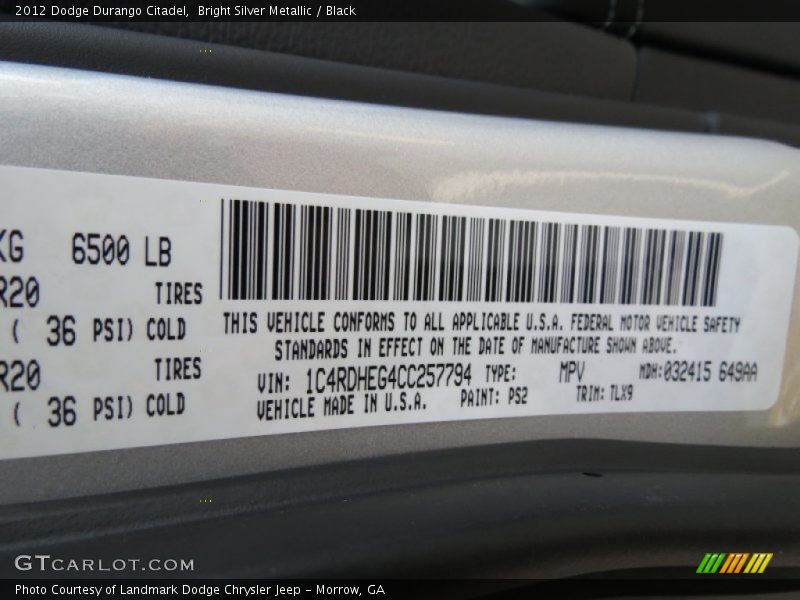 2012 Dodge Durango Citadel,  Bright Silver Metallic / Black
KG 6500 LB
R20 TIRES
( 36 PSI) COLD
R20 TIRES
( 36 PSI) COLD
THIS VEHICLE CONFORMS TO ALL APPLICABLE U.S.A. FEDERAL MOTOR VEHICLE SAFETY
STANDARDS IN EFFECT ON THE DATE OF MANUFACTURE SHOWN ABOVE.
VIN: 1C4RDHEG4CC257794 TYPE: MPV MDH:032415 649AA
VEHICLE MADE IN U.S.A. PAINT: PS2 TRIM: TLX9
GTCARLOT.COM
Photo Courtesy of Landmark Dodge Chrysler Jeep – Morrow, GA